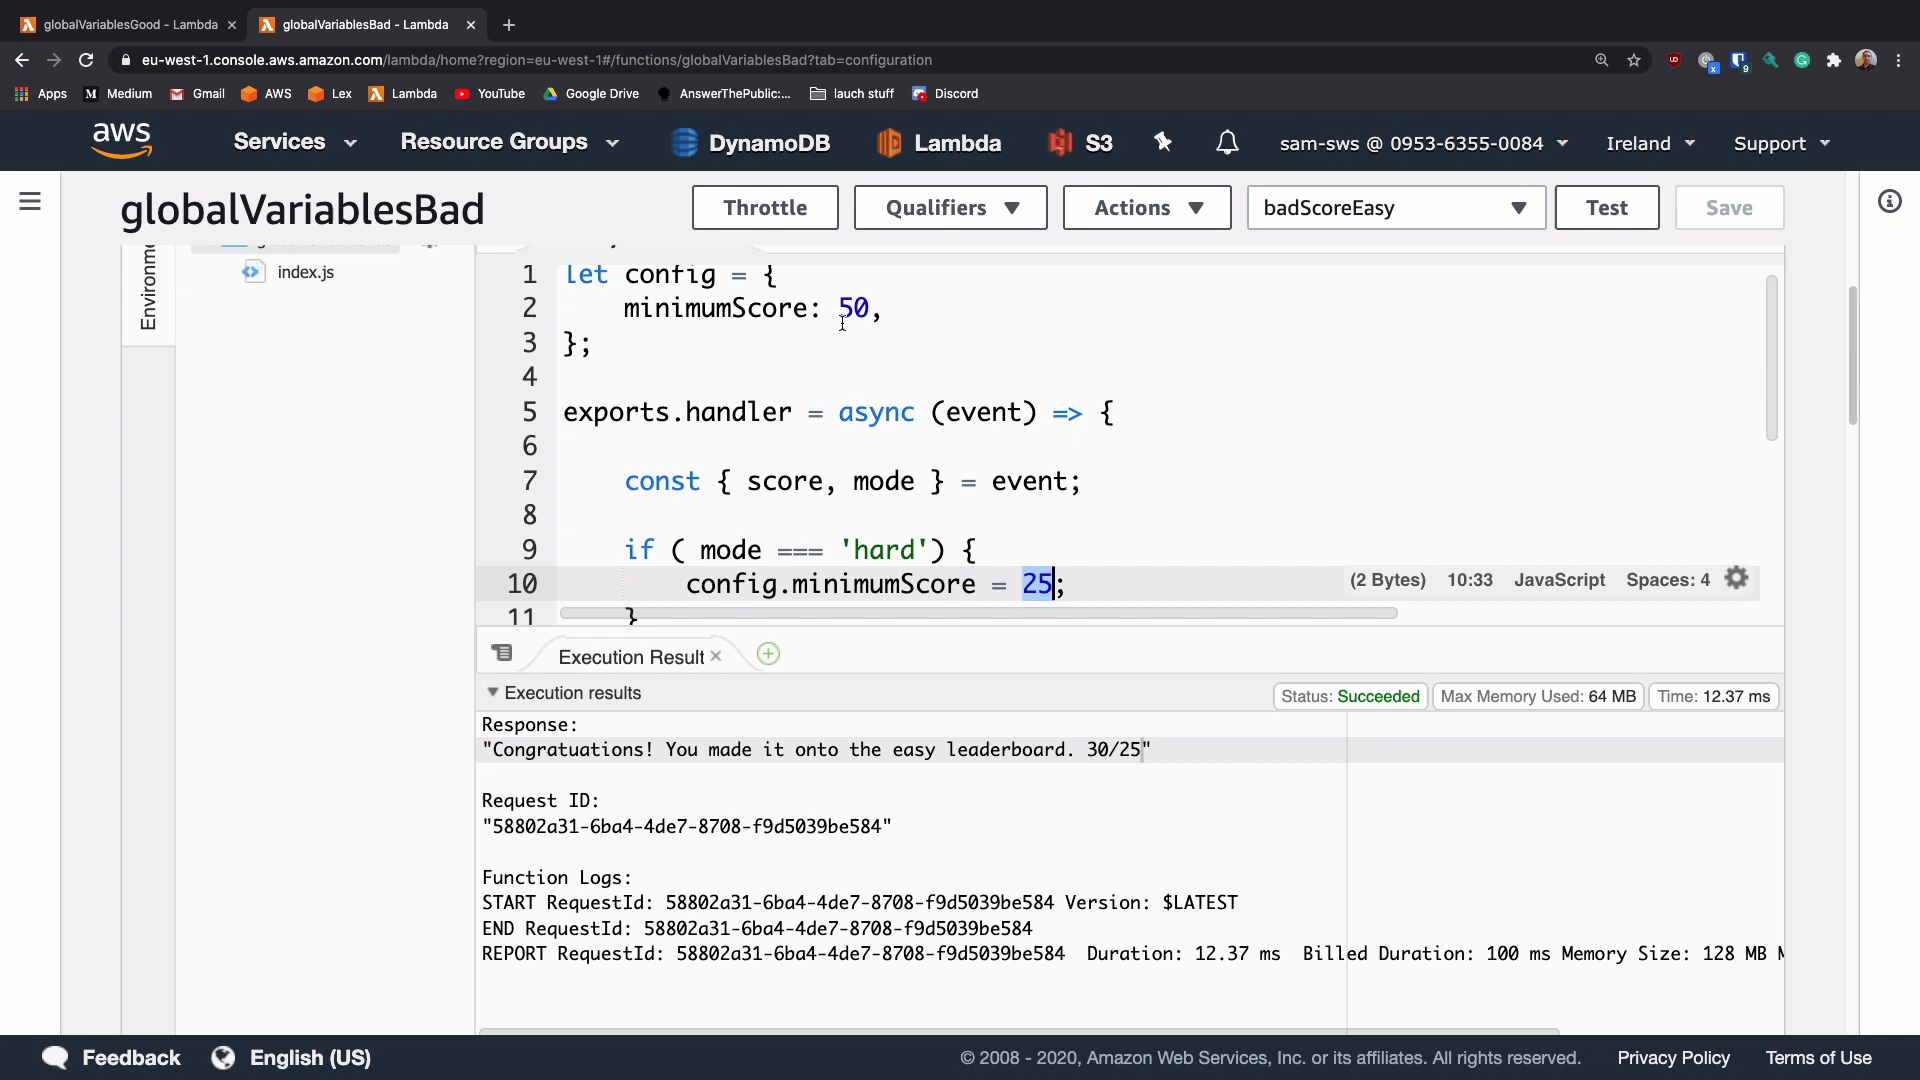 globalVariablesGood - Lambda
globalVariablesBad - Lambda
eu-west-1.console.aws.amazon.com/lambda/home?region=eu-west-1#/functions/globalVariablesBad?tab=configuration
Apps Medium Gmail AWS Lex Lambda YouTube Google Drive AnswerThePublic:... lauch stuff Discord
aws Services Resource Groups DynamoDB Lambda S3 sam-sws @ 0953-6355-0084 Ireland Support
globalVariablesBad Throttle Qualifiers Actions badScoreEasy Test Save
Environme
index.js
1 let config = {
2 minimumScore: 50,
3 };
4
5 exports.handler = async (event) => {
6
7 const { score, mode } = event;
8
9 if ( mode === 'hard') {
10 config.minimumScore = 25;
(2 Bytes) 10:33 JavaScript Spaces: 4
11 }
Execution Result
Execution results
Status: Succeeded Max Memory Used: 64 MB Time: 12.37 ms
Response:
"Congratuations! You made it onto the easy leaderboard. 30/25"
Request ID:
"58802a31-6ba4-4de7-8708-f9d5039be584"
Function Logs:
START RequestId: 58802a31-6ba4-4de7-8708-f9d5039be584 Version: $LATEST
END RequestId: 58802a31-6ba4-4de7-8708-f9d5039be584
REPORT RequestId: 58802a31-6ba4-4de7-8708-f9d5039be584 Duration: 12.37 ms Billed Duration: 100 ms Memory Size: 128 MB M
Feedback English (US) © 2008 - 2020, Amazon Web Services, Inc. or its affiliates. All rights reserved. Privacy Policy Terms of Use